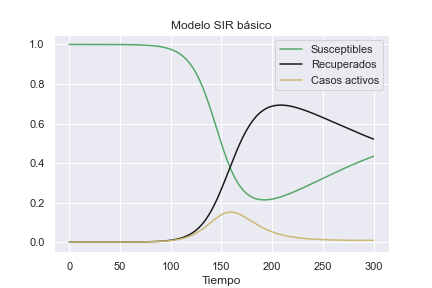 Modelo SIR básico
Susceptibles
Recuperados
Casos activos
1.0
0.8
0.6
0.4
0.2
0.0
0 50 100 150 200 250 300
Tiempo